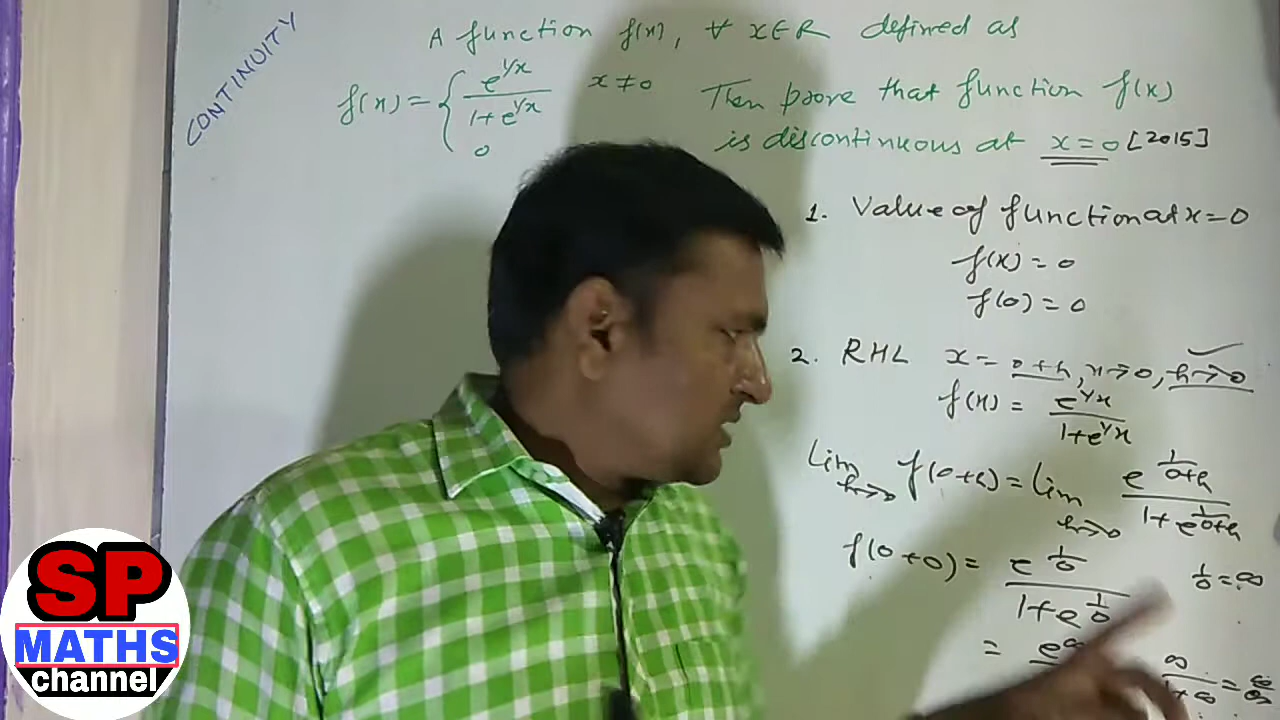 CONTINUITY
A function f(x), ∀ x∈R defined as
f(x) = { e^1/x / 1+e^1/x x≠0
0
Then prove that function f(x)
is discontinuous at x=0 [2015]
1. Value of function at x=0
f(x) = 0
f(0) = 0
2. RHL x = 0+h, x→0, h→0
f(x) = e^1/x / 1+e^1/x
lim h→0 f(0+h) = lim h→0 e^1/0+h / 1+e^1/0+h
f(0+0) = e^1/0 / 1+e^1/0 1/0=∞
= e^∞
∞ / 1+∞ = ∞/∞
SP
MATHS
channel